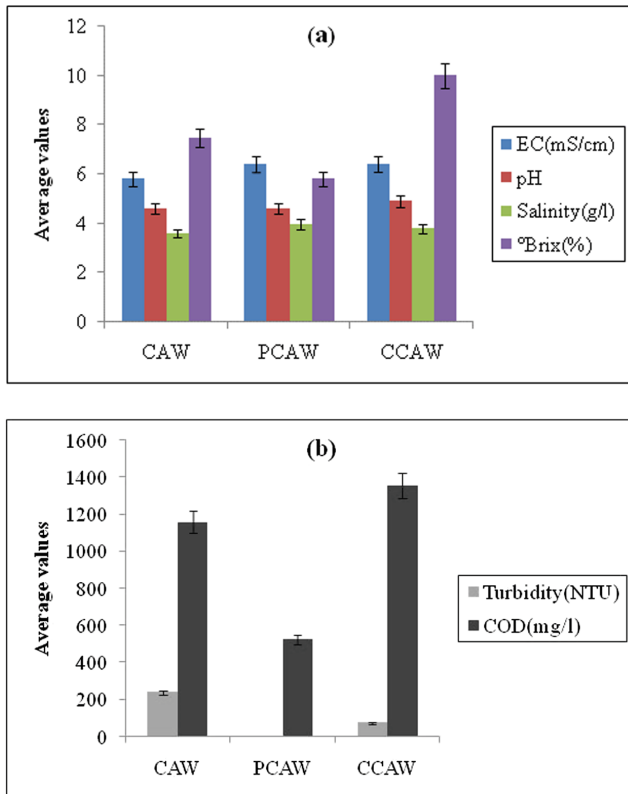 (a)
Average values
12
10
8
6
4
2
0
CAW PCAW CCAW
EC(mS/cm)
pH
Salinity(g/l)
°Brix(%)
(b)
Average values
1600
1400
1200
1000
800
600
400
200
0
CAW PCAW CCAW
Turbidity(NTU)
COD(mg/l)